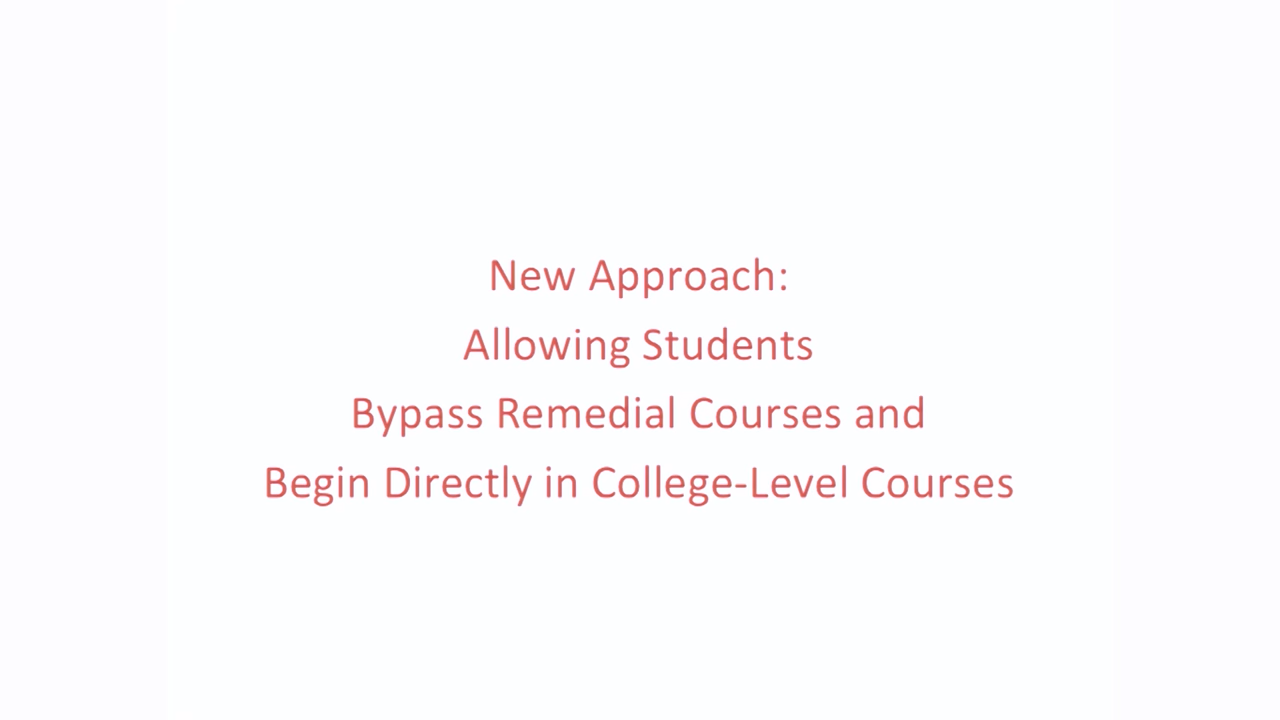 New Approach:
Allowing Students
Bypass Remedial Courses and
Begin Directly in College-Level Courses